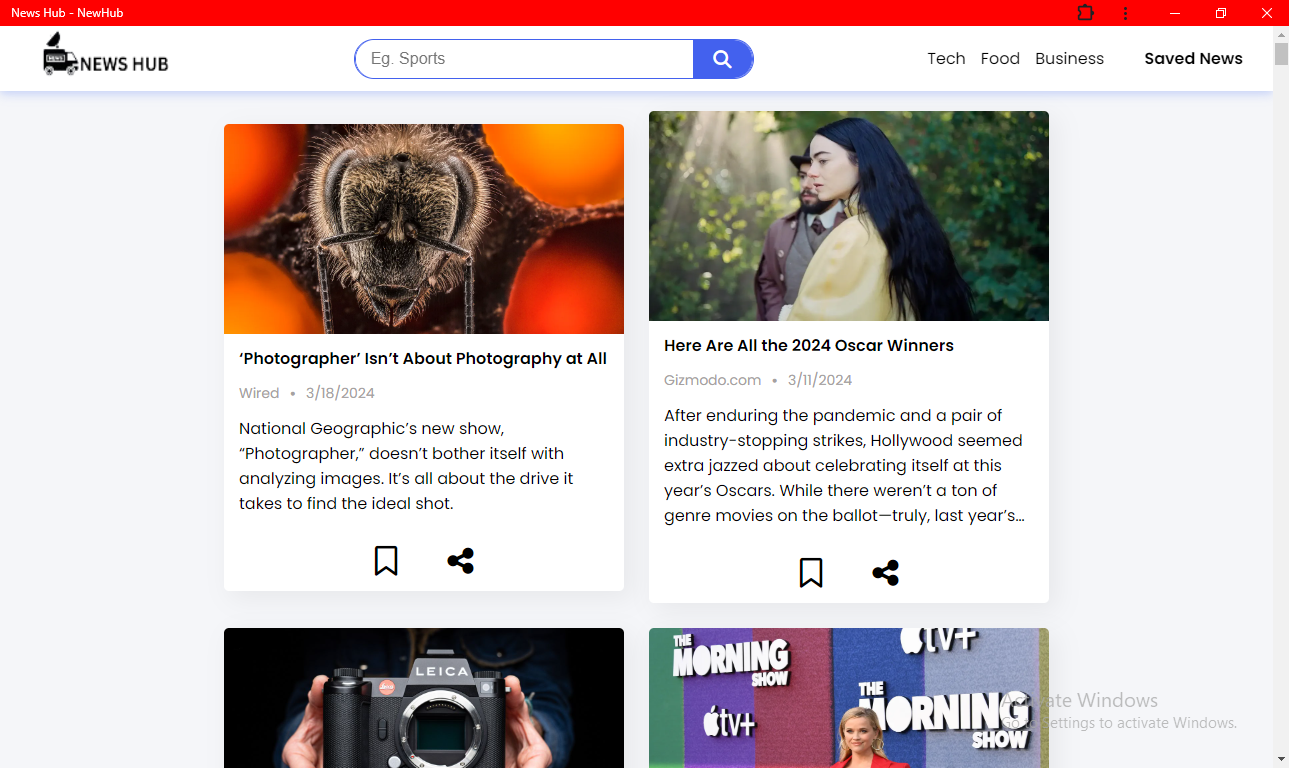 News Hub - NewHub
NEWS
NEWS HUB
Eg. Sports
Tech Food Business Saved News
‘Photographer’ Isn’t About Photography at All
Wired • 3/18/2024
National Geographic’s new show,
“Photographer,” doesn’t bother itself with
analyzing images. It’s all about the drive it
takes to find the ideal shot.
Here Are All the 2024 Oscar Winners
Gizmodo.com • 3/11/2024
After enduring the pandemic and a pair of
industry-stopping strikes, Hollywood seemed
extra jazzed about celebrating itself at this
year’s Oscars. While there weren’t a ton of
genre movies on the ballot—truly, last year’s…
LEICA
Leica
THE
MORNING
SHOW
tv+
tv+
THE
MORNING
SHOW
Activate Windows
Go to Settings to activate Windows.